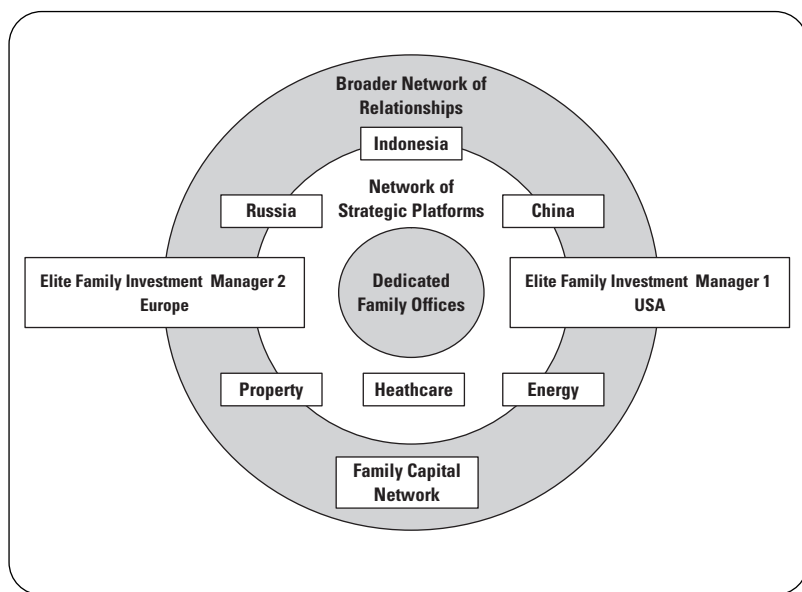 Broader Network of
Relationships
Indonesia
Network of
Strategic Platforms
Russia
China
Elite Family Investment Manager 2
Europe
Dedicated
Family Offices
Elite Family Investment Manager 1
USA
Property
Heathcare
Energy
Family Capital
Network